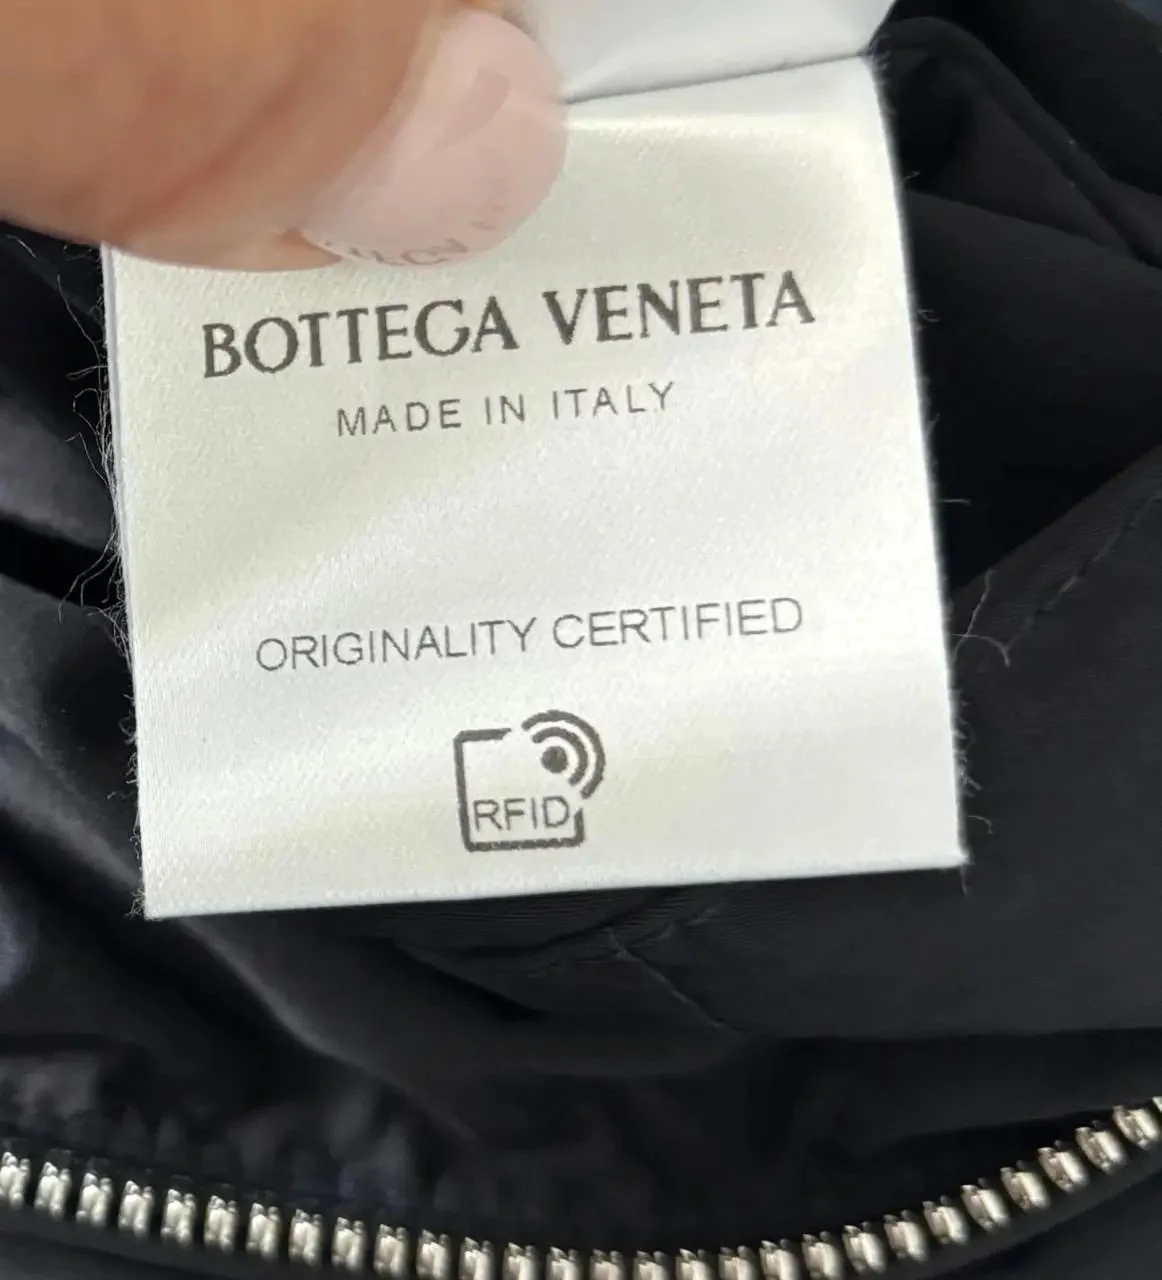 BOTTEGA VENETA
MADE IN ITALY
ORIGINALITY CERTIFIED
RFID